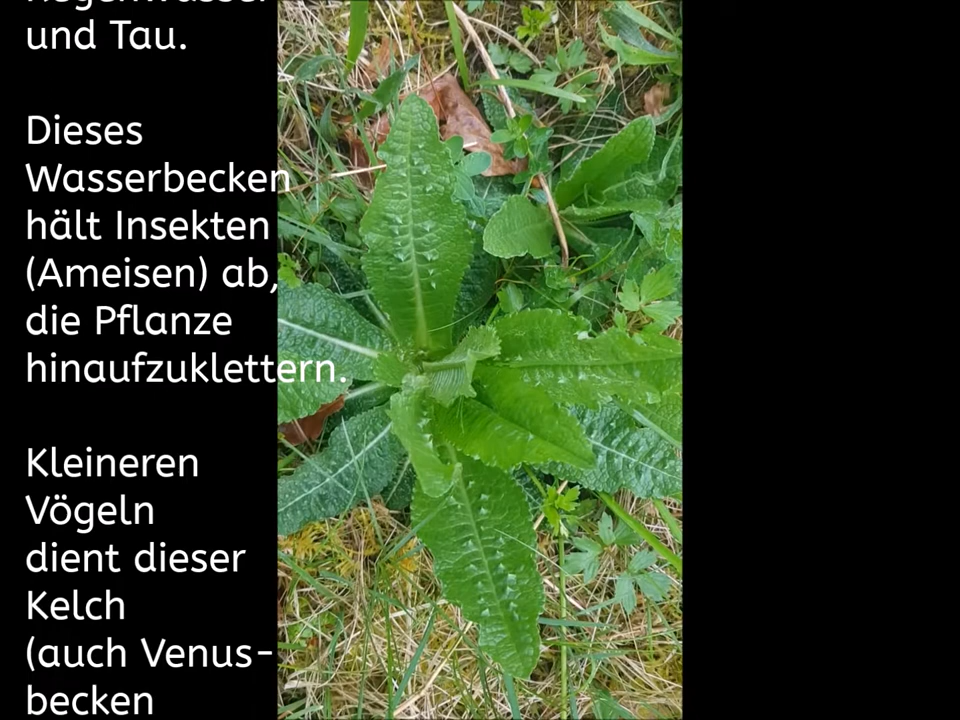 und Tau.
Dieses
Wasserbecken
hält Insekten
(Ameisen) ab,
die Pflanze
hinaufzuklettern.
Kleineren
Vögeln
dient dieser
Kelch
(auch Venus-
becken